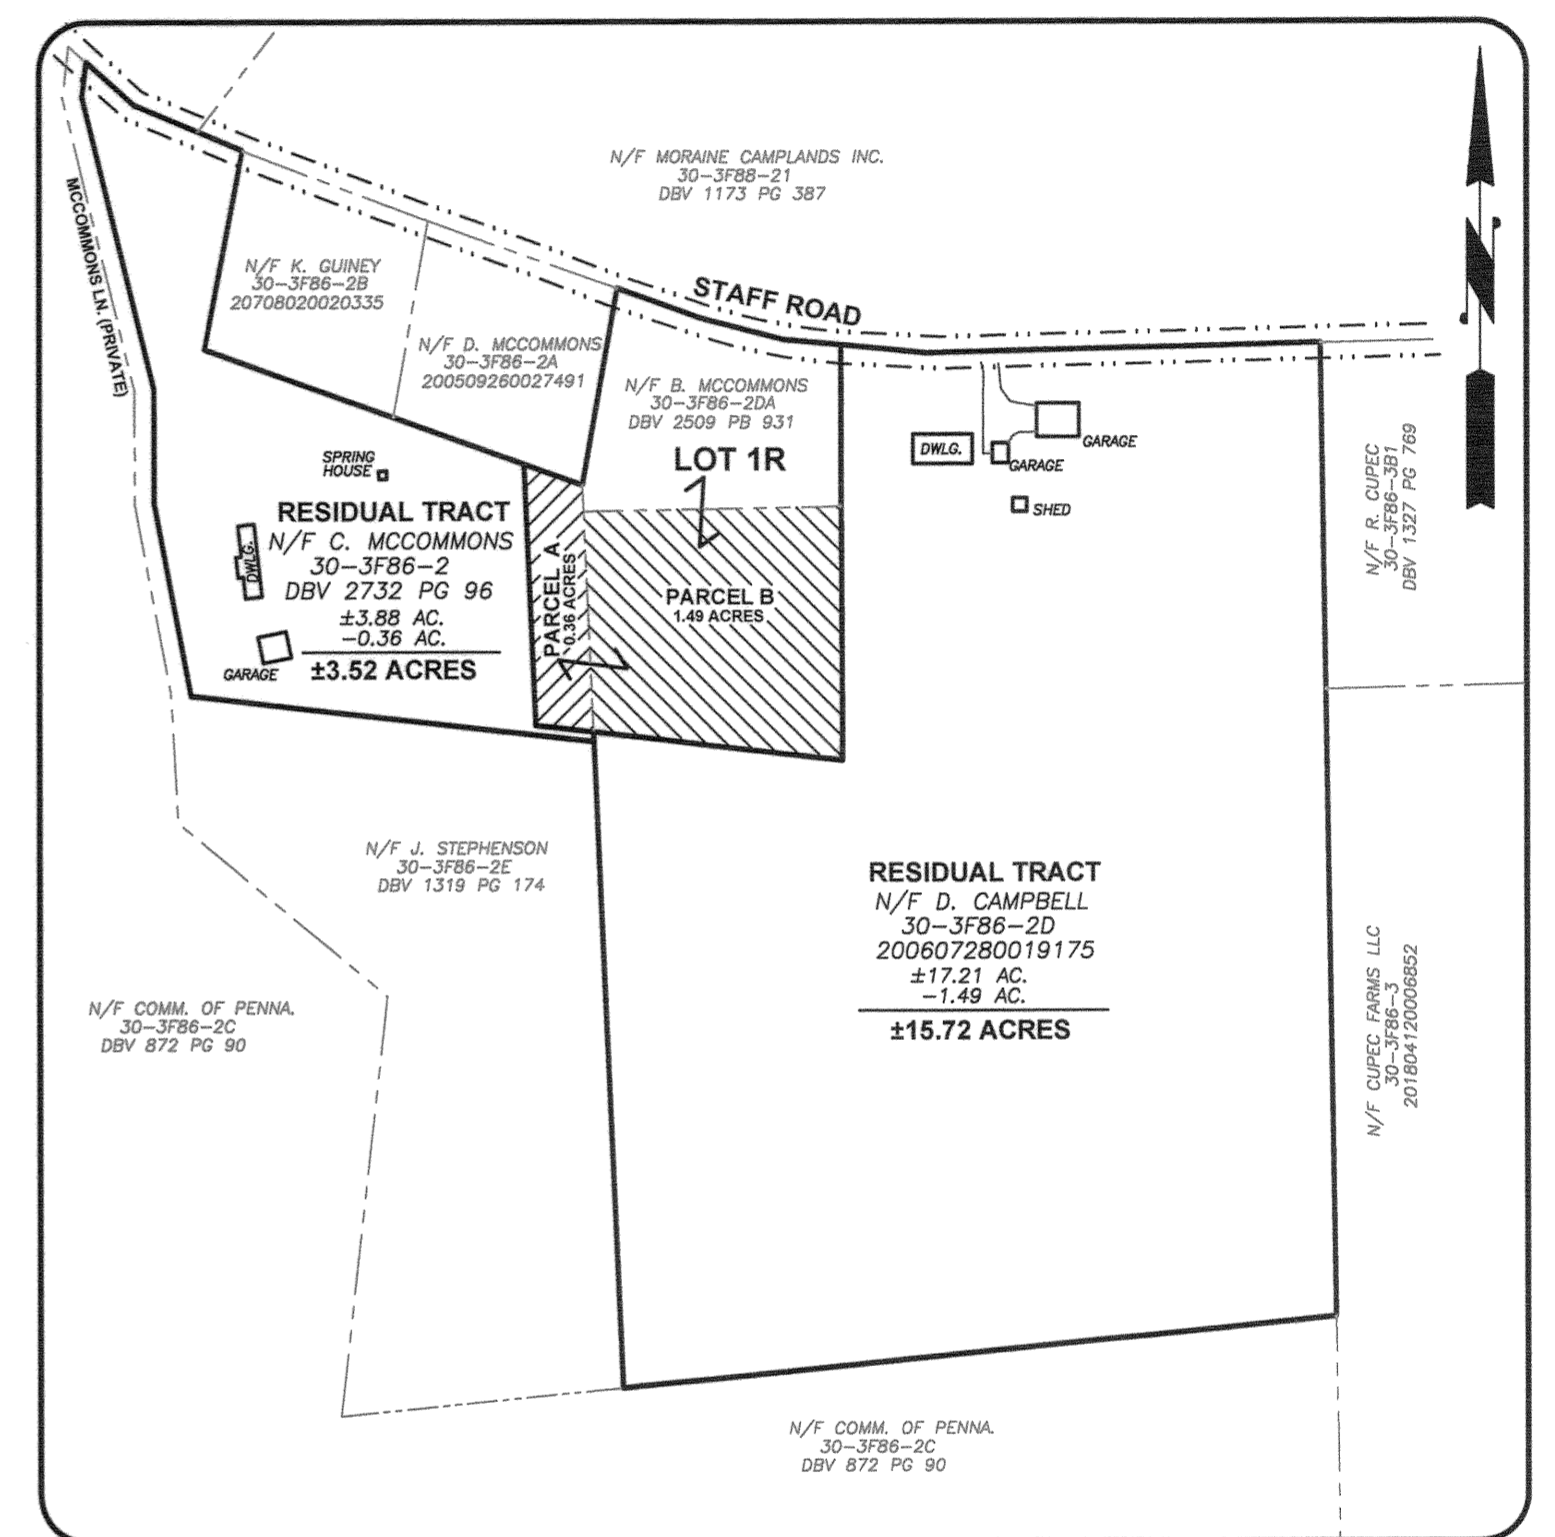 N/F MORAINE CAMPLANDS INC.
30-3F88-21
DBV 1173 PG 387
MCCOMMONS LN. (PRIVATE)
N/F K. GUINEY
30-3F86-2B
20708020020335
STAFF ROAD
N/F D. MCCOMMONS
30-3F86-2A
200509260027491
N/F B. MCCOMMONS
30-3F86-2DA
DBV 2509 PB 931
LOT 1R
DWLG.
GARAGE
GARAGE
SHED
N/F R. CUPEC
30-3F86-3B1
DBV 1327 PG 769
SPRING
HOUSE
RESIDUAL TRACT
N/F C. MCCOMMONS
30-3F86-2
DBV 2732 PG 96
±3.88 AC.
-0.36 AC.
±3.52 ACRES
DWLG.
GARAGE
PARCEL A
0.36 ACRES
PARCEL B
1.49 ACRES
N/F J. STEPHENSON
30-3F86-2E
DBV 1319 PG 174
RESIDUAL TRACT
N/F D. CAMPBELL
30-3F86-2D
200607280019175
±17.21 AC.
-1.49 AC.
±15.72 ACRES
N/F COMM. OF PENNA.
30-3F86-2C
DBV 872 PG 90
N/F CUPEC FARMS LLC
30-3F86-3
201804120006852
N/F COMM. OF PENNA.
30-3F86-2C
DBV 872 PG 90
N